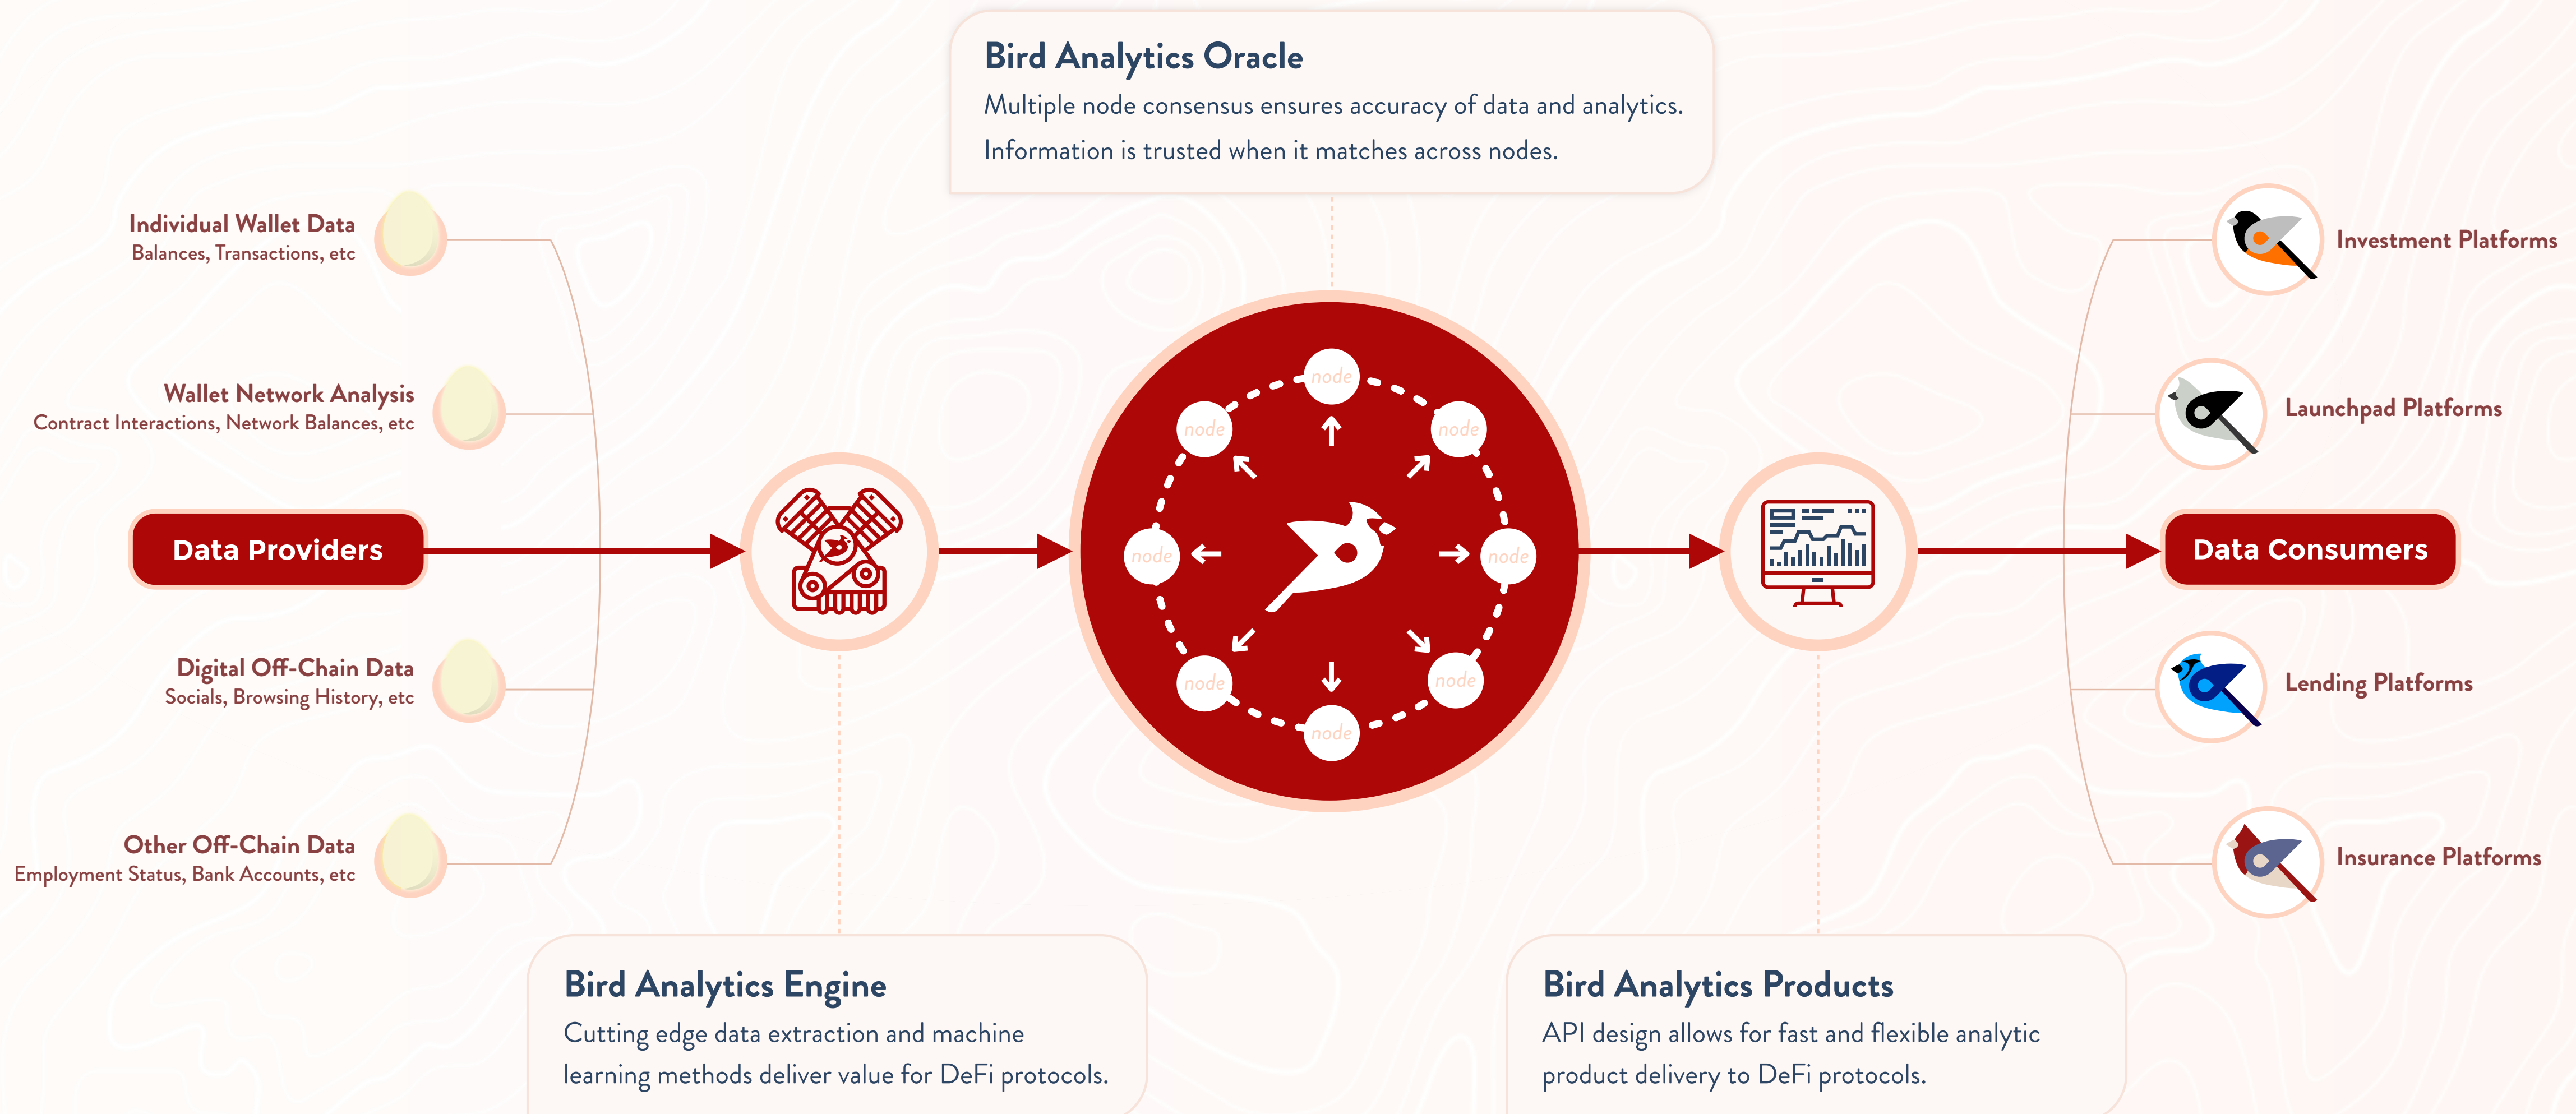 Bird Analytics Oracle
Multiple node consensus ensures accuracy of data and analytics.
Information is trusted when it matches across nodes.
Individual Wallet Data
Balances, Transactions, etc
Wallet Network Analysis
Contract Interactions, Network Balances, etc
Data Providers
Digital Off-Chain Data
Socials, Browsing History, etc
Other Off-Chain Data
Employment Status, Bank Accounts, etc
node
node
node
node
node
node
node
node
Investment Platforms
Launchpad Platforms
Data Consumers
Lending Platforms
Insurance Platforms
Bird Analytics Engine
Cutting edge data extraction and machine
learning methods deliver value for DeFi protocols.
Bird Analytics Products
API design allows for fast and flexible analytic
product delivery to DeFi protocols.